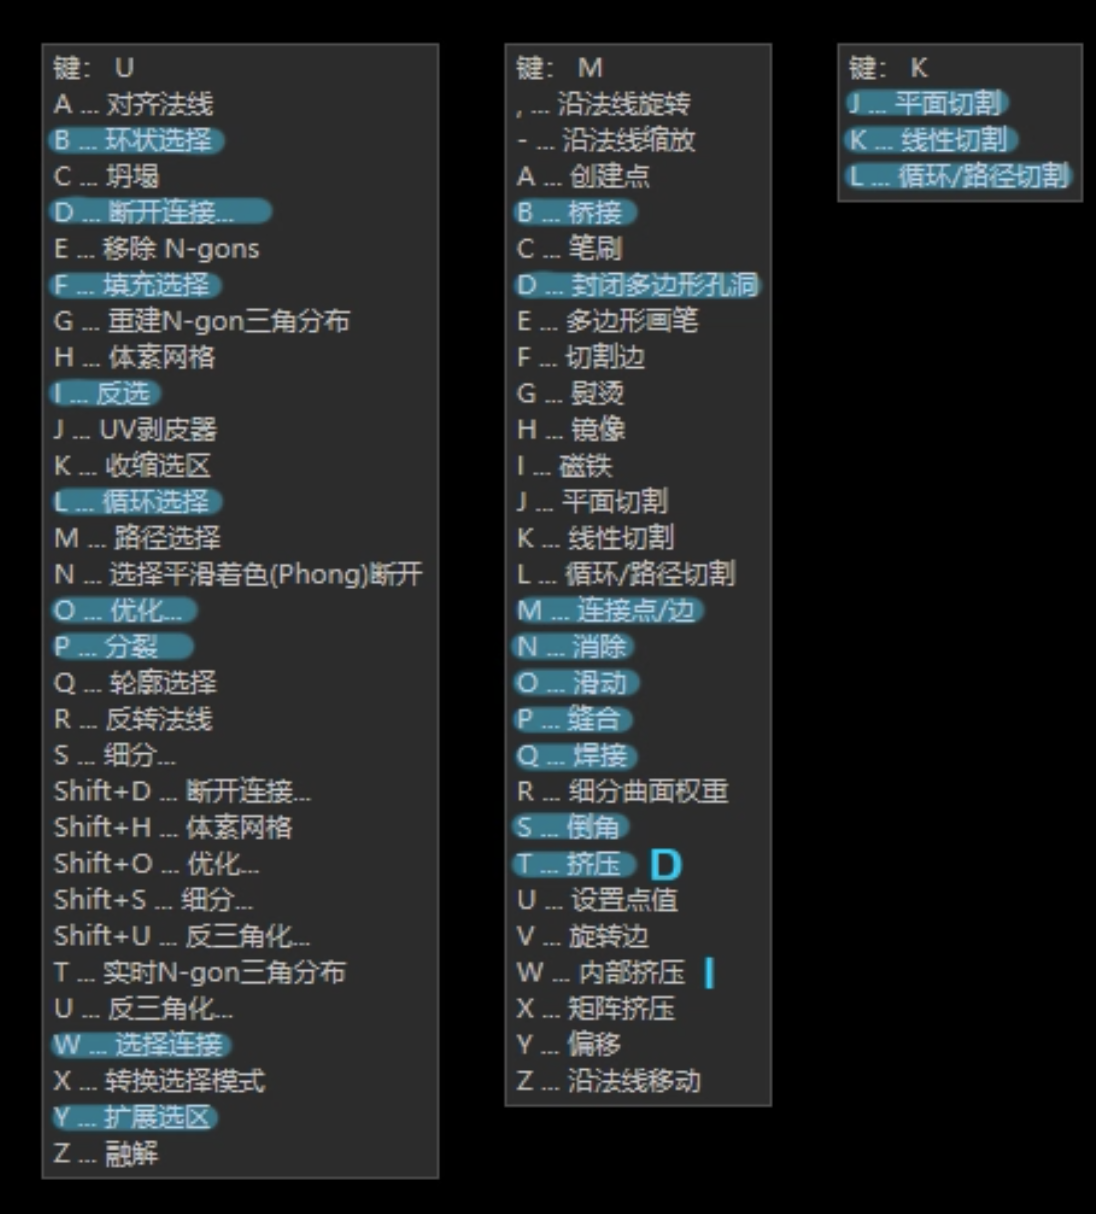 键： U
A ... 对齐法线
B ... 环状选择
C ... 坍塌
D ... 断开连接...
E ... 移除 N-gons
F ... 填充选择
G ... 重建N-gon三角分布
H ... 体素网格
I ... 反选
J ... UV剥皮器
K ... 收缩选区
L ... 循环选择
M ... 路径选择
N ... 选择平滑着色(Phong)断开
O ... 优化...
P ... 分裂
Q ... 轮廓选择
R ... 反转法线
S ... 细分...
Shift+D ... 断开连接...
Shift+H ... 体素网格
Shift+O ... 优化...
Shift+S ... 细分...
Shift+U ... 反三角化...
T ... 实时N-gon三角分布
U ... 反三角化...
W ... 选择连接
X ... 转换选择模式
Y ... 扩展选区
Z ... 融解
键： M
, ... 沿法线旋转
- ... 沿法线缩放
A ... 创建点
B ... 桥接
C ... 笔刷
D ... 封闭多边形孔洞
E ... 多边形画笔
F ... 切割边
G ... 熨烫
H ... 镜像
I ... 磁铁
J ... 平面切割
K ... 线性切割
L ... 循环/路径切割
M ... 连接点/边
N ... 消除
O ... 滑动
P ... 缝合
Q ... 焊接
R ... 细分曲面权重
S ... 倒角
T ... 挤压 D
U ... 设置点值
V ... 旋转边
W ... 内部挤压 I
X ... 矩阵挤压
Y ... 偏移
Z ... 沿法线移动
键： K
J ... 平面切割
K ... 线性切割
L ... 循环/路径切割